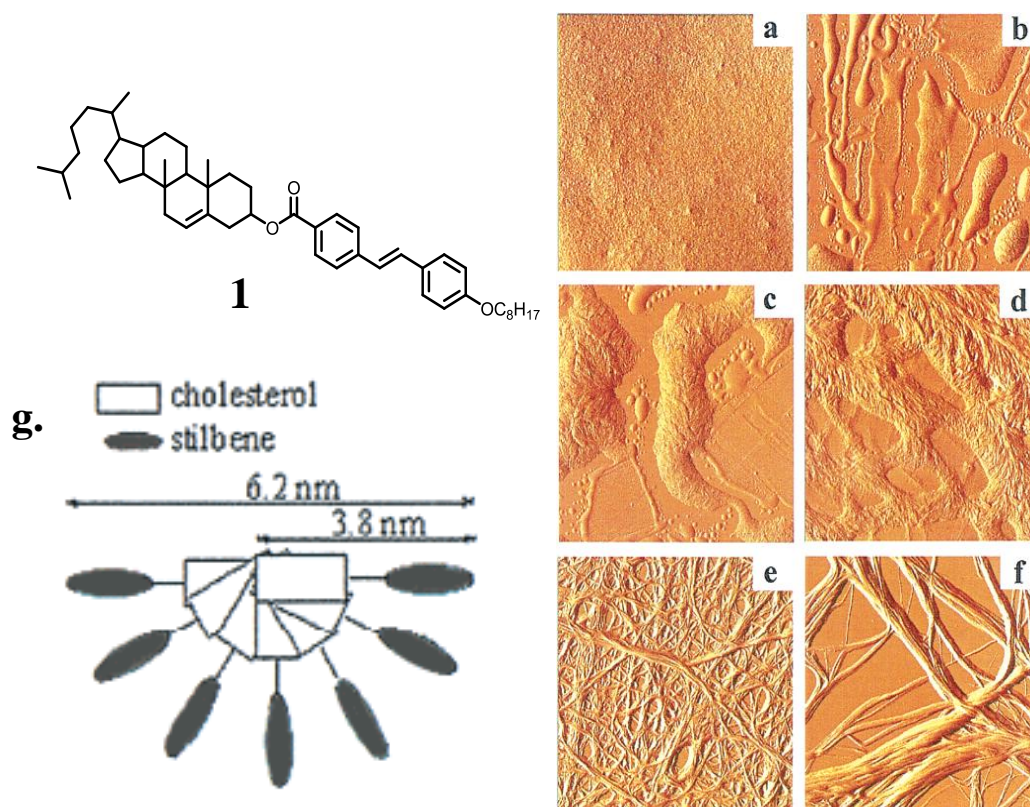 a
b
O
O
1
OC8H17
c
d
g.
cholesterol
stilbene
6.2 nm
3.8 nm
e
f